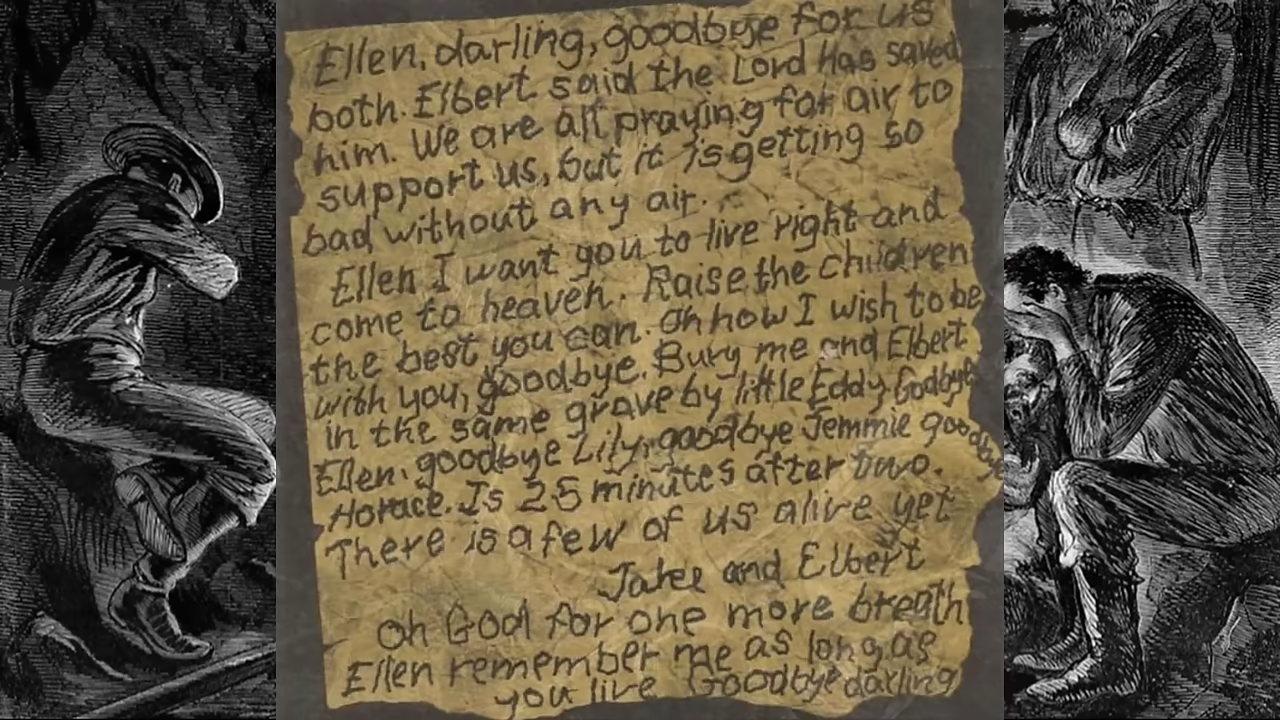 Ellen, darling, goodbye for us
both. Elbert said the Lord Has saved
him. We are all praying for air to
support us, but it is getting so
bad without any air.
Ellen I want you to live right and
come to heaven. Raise the children
the best you can. Oh how I wish to be
with you, goodbye. Bury me and Elbert
in the same grave by little Eddy. Godbye
Ellen, goodbye Lily, goodbye Jemmie goodbye
Horace. Is 25 minutes after two.
There is a few of us alive yet
Jake and Elbert
Oh God for one more breath
Ellen remember me as long as
you live Goodbye darling